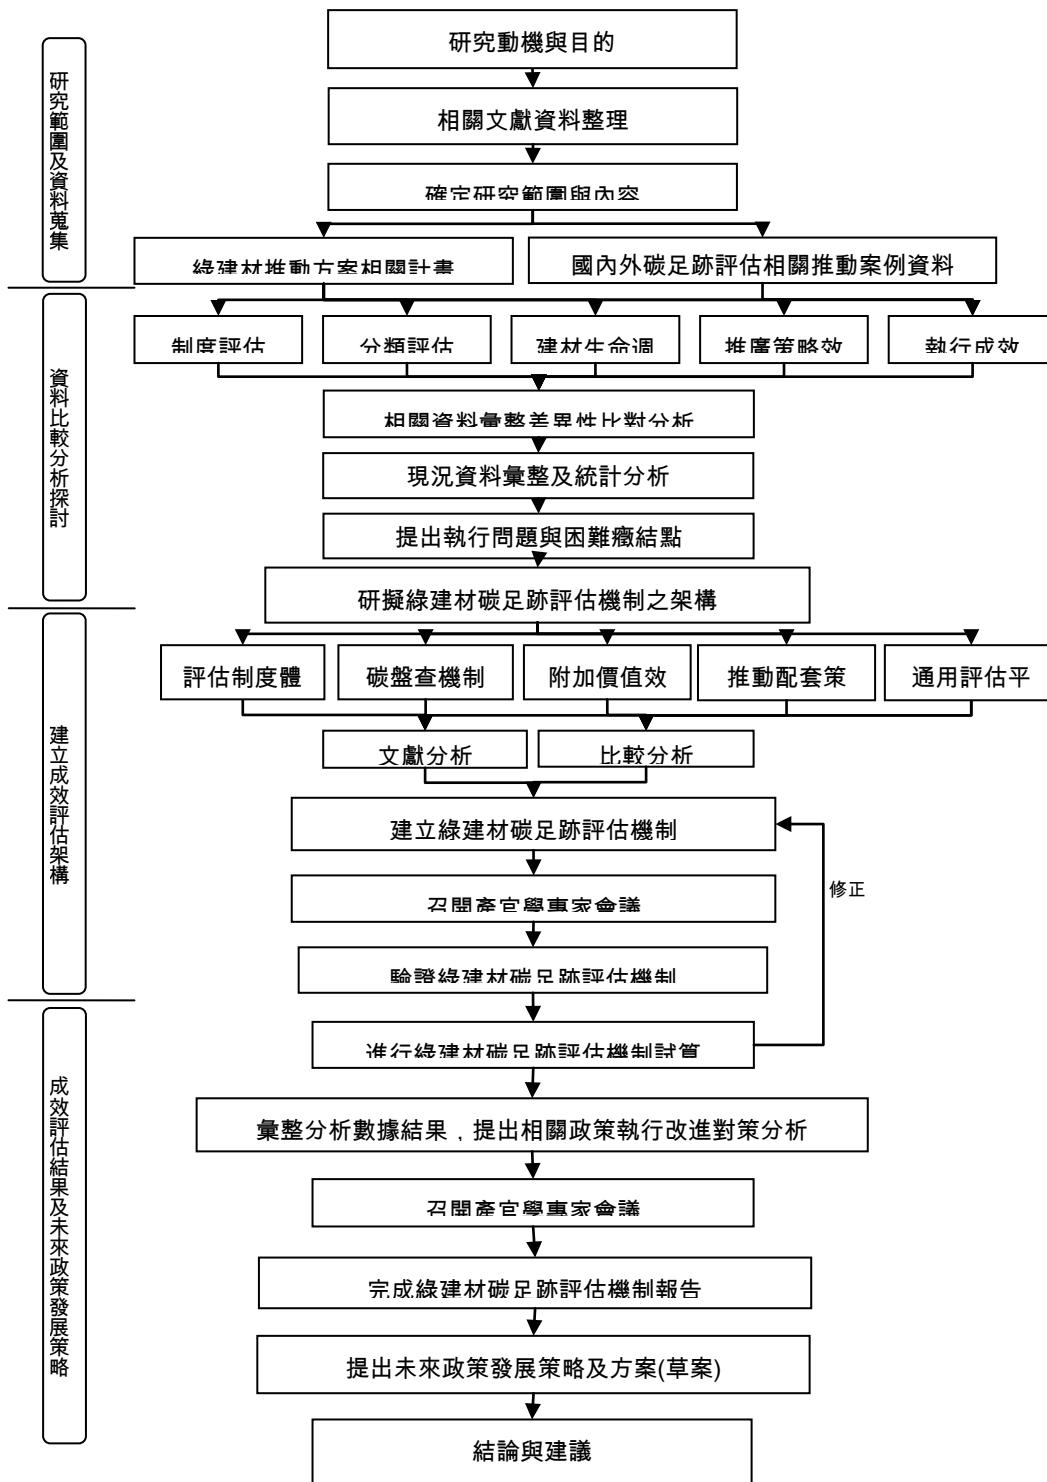 研究範圍及資料蒐集
研究動機與目的
相關文獻資料整理
確定研究範圍與內容
綠建材推動方案相關計畫
國內外碳足跡評估相關推動案例資料
資料比較分析探討
制度評估
分類評估
建材生命週
推廣策略效
執行成效
相關資料彙整差異性比對分析
現況資料彙整及統計分析
提出執行問題與困難癥結點
研擬綠建材碳足跡評估機制之架構
建立成效評估架構
評估制度體
碳盤查機制
附加價值效
推動配套策
通用評估平
文獻分析
比較分析
建立綠建材碳足跡評估機制
修正
召開產官學專家會議
驗證綠建材碳足跡評估機制
成效評估結果及未來政策發展策略
進行綠建材碳足跡評估機制試算
彙整分析數據結果，提出相關政策執行改進對策分析
召開產官學專家會議
完成綠建材碳足跡評估機制報告
提出未來政策發展策略及方案(草案)
結論與建議